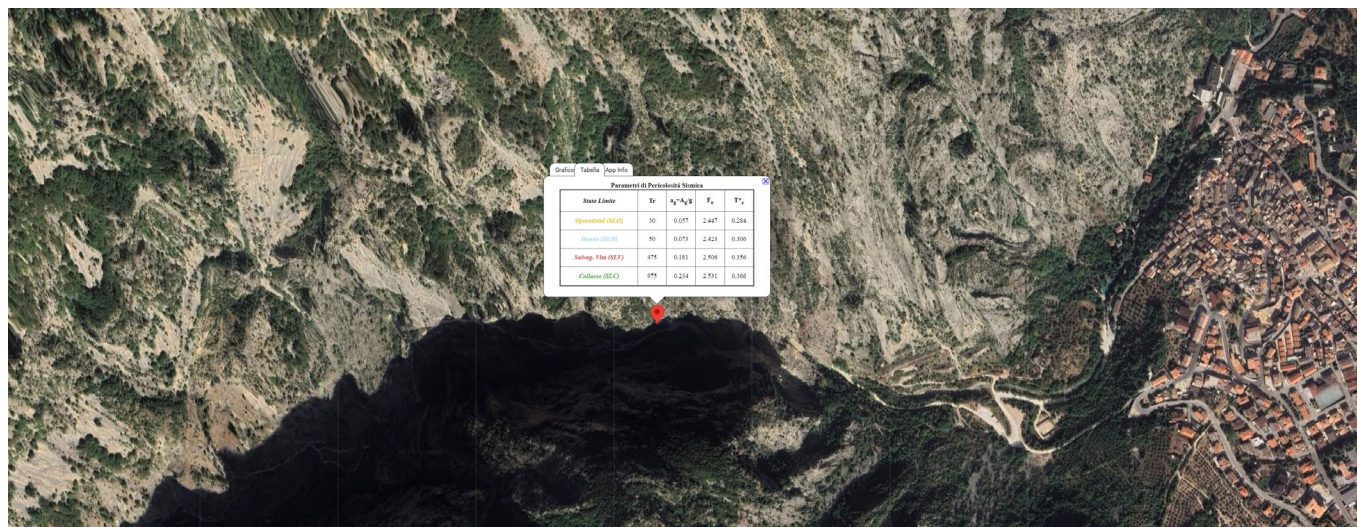 Grafico Tabella App Info
Parametri di Pericolosità Sismica
Stato Limite Tr ag=Ag/g Fo T*c
Operatività (SLO) 30 0.057 2.447 0.284
Danno (SLD) 50 0.073 2.423 0.306
Salvag. Vita (SLV) 475 0.181 2.506 0.356
Collasso (SLC) 975 0.234 2.531 0.366